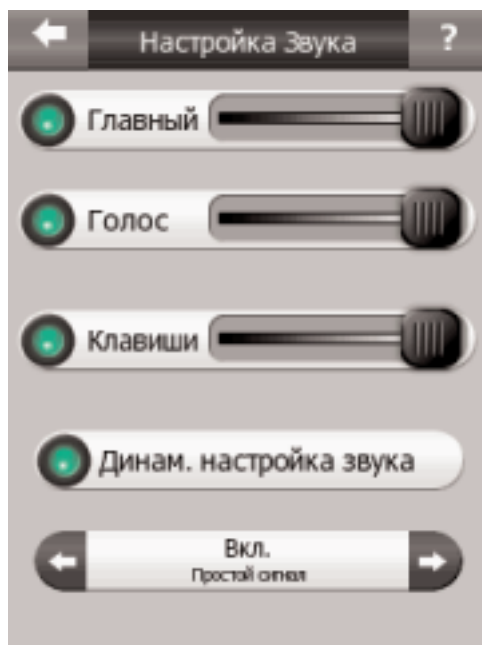 Настройка Звука ?
Главный
Голос
Клавиши
Динам. настройка звука
Вкл.
Простой сигнал